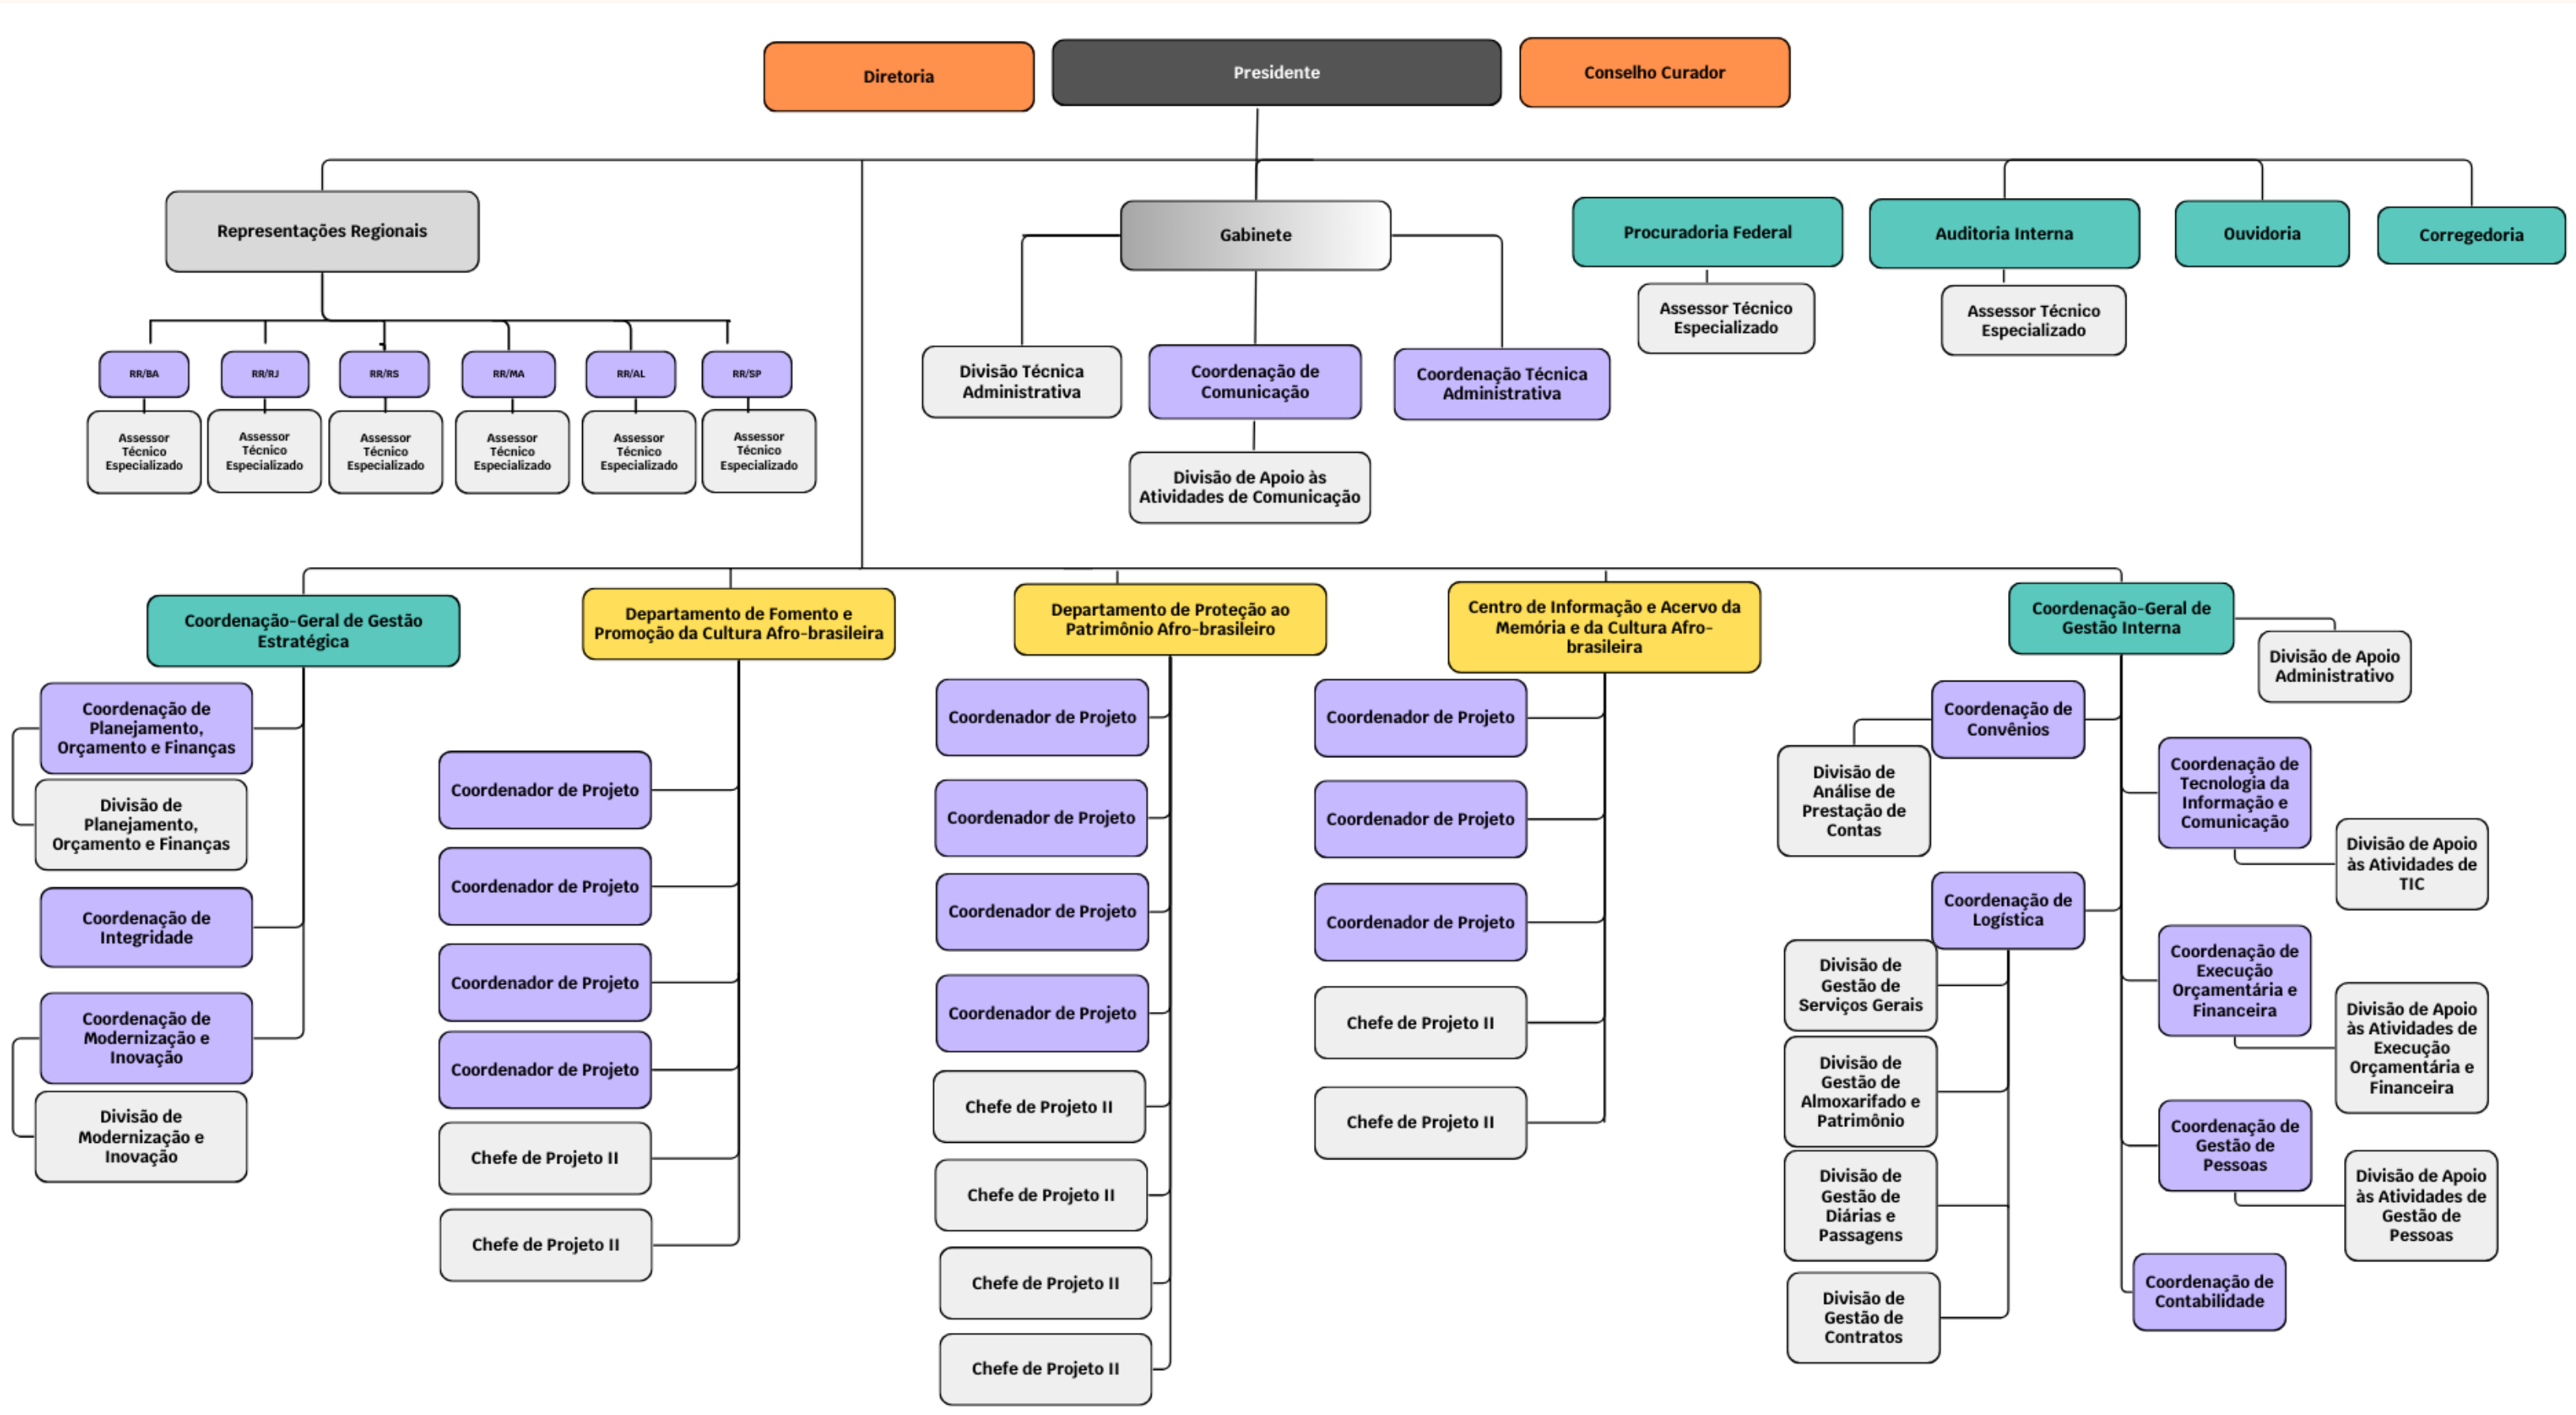 Diretoria
Presidente
Conselho Curador
Representações Regionais
Gabinete
Procuradoria Federal
Auditoria Interna
Ouvidoria
Corregedoria
Assessor Técnico
Especializado
Assessor Técnico
Especializado
RR/BA
RR/RJ
RR/RS
RR/MA
RR/AL
RR/SP
Assessor
Técnico
Especializado
Assessor
Técnico
Especializado
Assessor
Técnico
Especializado
Assessor
Técnico
Especializado
Assessor
Técnico
Especializado
Assessor
Técnico
Especializado
Divisão Técnica
Administrativa
Coordenação de
Comunicação
Coordenação Técnica
Administrativa
Divisão de Apoio às
Atividades de Comunicação
Coordenação-Geral de Gestão
Estratégica
Coordenação de
Planejamento,
Orçamento e Finanças
Divisão de
Planejamento,
Orçamento e Finanças
Coordenação de
Integridade
Coordenação de
Modernização e
Inovação
Divisão de
Modernização e
Inovação
Departamento de Fomento e
Promoção da Cultura Afro-brasileira
Coordenador de Projeto
Coordenador de Projeto
Coordenador de Projeto
Coordenador de Projeto
Chefe de Projeto II
Chefe de Projeto II
Departamento de Proteção ao
Patrimônio Afro-brasileiro
Coordenador de Projeto
Coordenador de Projeto
Coordenador de Projeto
Coordenador de Projeto
Chefe de Projeto II
Chefe de Projeto II
Chefe de Projeto II
Chefe de Projeto II
Centro de Informação e Acervo da
Memória e da Cultura Afro-
brasileira
Coordenador de Projeto
Coordenador de Projeto
Coordenador de Projeto
Chefe de Projeto II
Chefe de Projeto II
Coordenação-Geral de
Gestão Interna
Divisão de Apoio
Administrativo
Coordenação de
Convênios
Divisão de
Análise de
Prestação de
Contas
Coordenação de
Tecnologia da
Informação e
Comunicação
Divisão de Apoio
às Atividades de
TIC
Coordenação de
Logística
Divisão de
Gestão de
Serviços Gerais
Divisão de
Gestão de
Almoxarifado e
Patrimônio
Divisão de
Gestão de
Diárias e
Passagens
Divisão de
Gestão de
Contratos
Coordenação de
Execução
Orçamentária e
Financeira
Divisão de Apoio
às Atividades de
Execução
Orçamentária e
Financeira
Coordenação de
Gestão de
Pessoas
Divisão de Apoio
às Atividades de
Gestão de
Pessoas
Coordenação de
Contabilidade